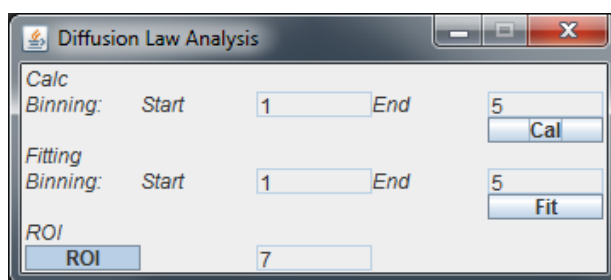 Diffusion Law Analysis
Calc
Binning: Start 1 End 5
Cal
Fitting
Binning: Start 1 End 5
Fit
ROI
ROI 7